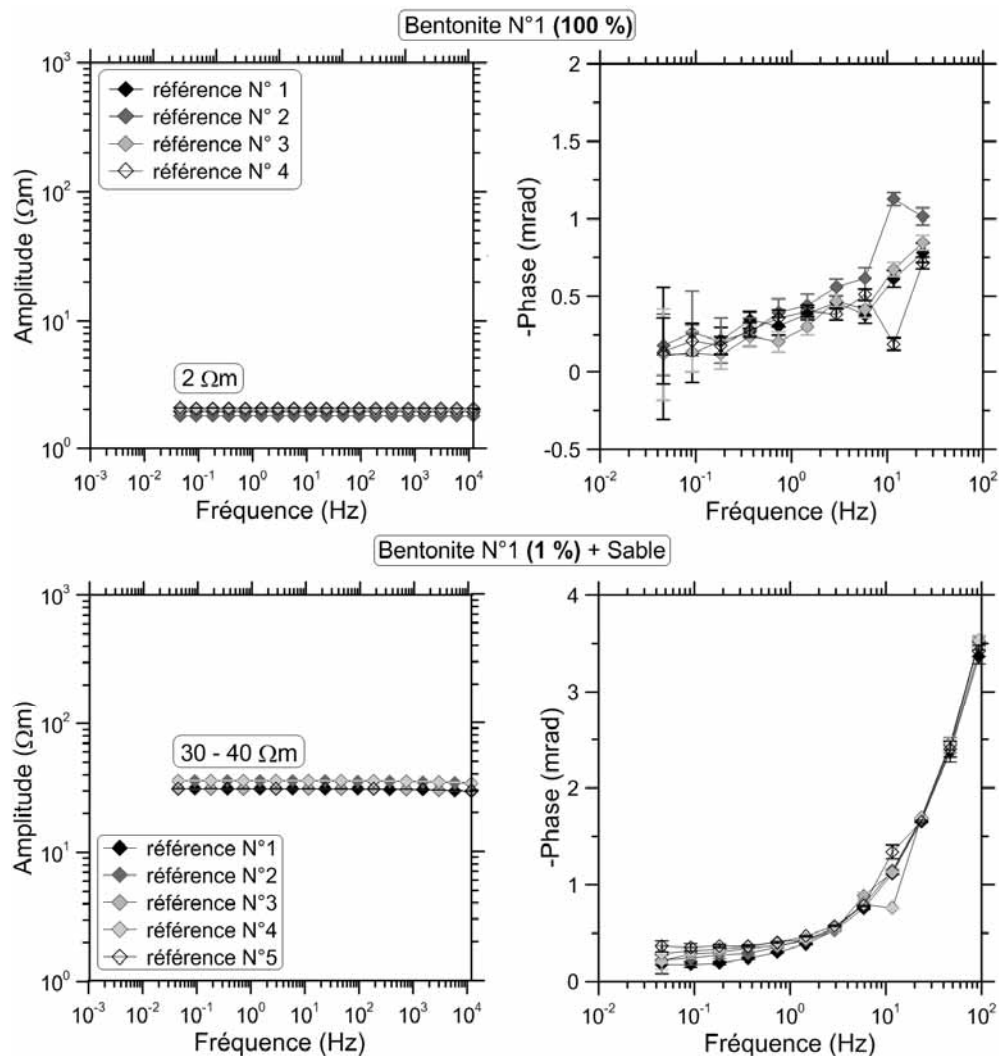 Bentonite N°1 (100 %)
Amplitude (Ωm)
10³
10²
10¹
10⁰
référence N° 1
référence N° 2
référence N° 3
référence N° 4
2 Ωm
10⁻³ 10⁻² 10⁻¹ 10⁰ 10¹ 10² 10³ 10⁴
Fréquence (Hz)
-Phase (mrad)
2
1.5
1
0.5
0
-0.5
10⁻² 10⁻¹ 10⁰ 10¹ 10²
Fréquence (Hz)
Bentonite N°1 (1 %) + Sable
Amplitude (Ωm)
10³
10²
10¹
10⁰
30 - 40 Ωm
référence N°1
référence N°2
référence N°3
référence N°4
référence N°5
10⁻³ 10⁻² 10⁻¹ 10⁰ 10¹ 10² 10³ 10⁴
Fréquence (Hz)
-Phase (mrad)
4
3
2
1
0
10⁻² 10⁻¹ 10⁰ 10¹ 10²
Fréquence (Hz)